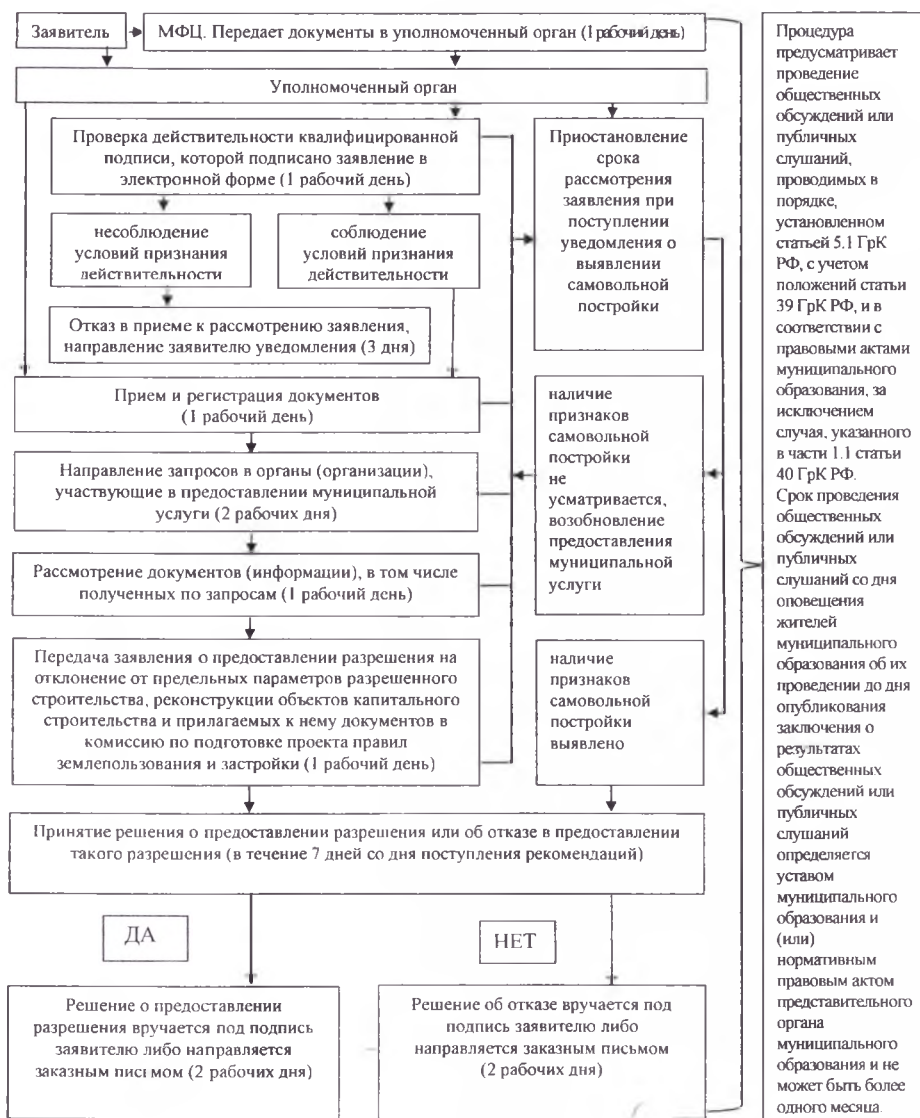 Заявитель
МФЦ. Передает документы в уполномоченный орган (1 рабочий день)
Уполномоченный орган
Проверка действительности квалифицированной
подписи, которой подписано заявление в
электронной форме (1 рабочий день)
несоблюдение
условий признания
действительности
соблюдение
условий признания
действительности
Отказ в приеме к рассмотрению заявления,
направление заявителю уведомления (3 дня)
Прием и регистрация документов
(1 рабочий день)
Направление запросов в органы (организации),
участвующие в предоставлении муниципальной
услуги (2 рабочих дня)
Рассмотрение документов (информации), в том числе
полученных по запросам (1 рабочий день)
Передача заявления о предоставлении разрешения на
отклонение от предельных параметров разрешенного
строительства, реконструкции объектов капитального
строительства и прилагаемых к нему документов в
комиссию по подготовке проекта правил
землепользования и застройки (1 рабочий день)
Приостановление
срока
рассмотрения
заявления при
поступлении
уведомления о
выявлении
самовольной
постройки
наличие
признаков
самовольной
постройки
не
усматривается,
возобновление
предоставления
муниципальной
услуги
наличие
признаков
самовольной
постройки
выявлено
Принятие решения о предоставлении разрешения или об отказе в предоставлении
такого разрешения (в течение 7 дней со дня поступления рекомендаций)
ДА
НЕТ
Решение о предоставлении
разрешения вручается под подпись
заявителю либо направляется
заказным письмом (2 рабочих дня)
Решение об отказе вручается под
подпись заявителю либо
направляется заказным письмом
(2 рабочих дня)
Процедура
предусматривает
проведение
общественных
обсуждений или
публичных
слушаний,
проводимых в
порядке,
установленном
статьей 5.1 ГрК
РФ, с учетом
положений статьи
39 ГрК РФ, и в
соответствии с
правовыми актами
муниципального
образования, за
исключением
случая, указанного
в части 1.1 статьи
40 ГрК РФ.
Срок проведения
общественных
обсуждений или
публичных
слушаний со дня
оповещения
жителей
муниципального
образования об их
проведении до дня
опубликования
заключения о
результатах
общественных
обсуждений или
публичных
слушаний
определяется
уставом
муниципального
образования и
(или)
нормативным
правовым актом
представительного
органа
муниципального
образования и не
может быть более
одного месяца.